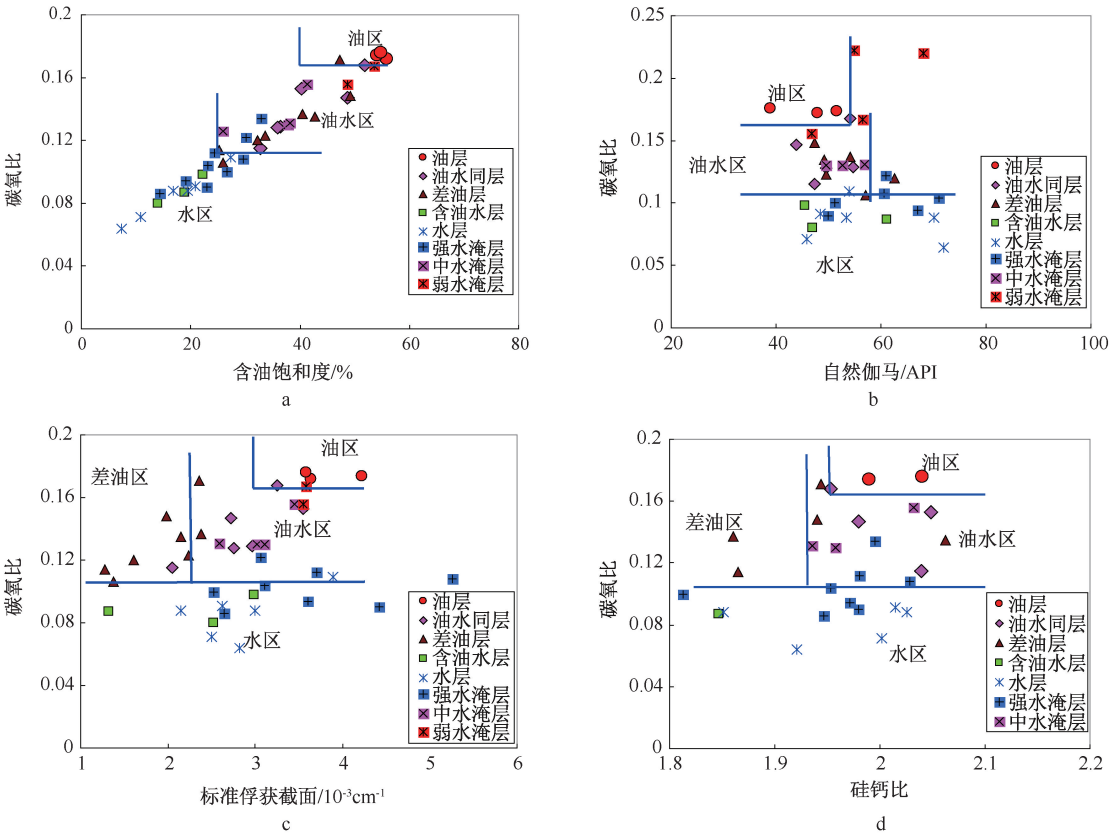 0.2
0.16
0.12
0.08
0.04
0
碳氧比
油区
油水区
水区
油层
油水同层
差油层
含油水层
水层
强水淹层
中水淹层
弱水淹层
0 20 40 60 80
含油饱和度/%
a
0.25
0.2
0.15
0.1
0.05
0
碳氧比
油区
油水区
水区
油层
油水同层
差油层
含油水层
水层
强水淹层
中水淹层
弱水淹层
20 40 60 80 100
自然伽马/API
b
0.2
0.16
0.12
0.08
0.04
0
碳氧比
差油区
油区
油水区
水区
油层
油水同层
差油层
含油水层
水层
强水淹层
中水淹层
弱水淹层
1 2 3 4 5 6
标准俘获截面/10⁻³cm⁻¹
c
0.2
0.16
0.12
0.08
0.04
0
碳氧比
油区
差油区
油水区
水区
油层
油水同层
差油层
含油水层
水层
强水淹层
中水淹层
1.8 1.9 2 2.1 2.2
硅钙比
d